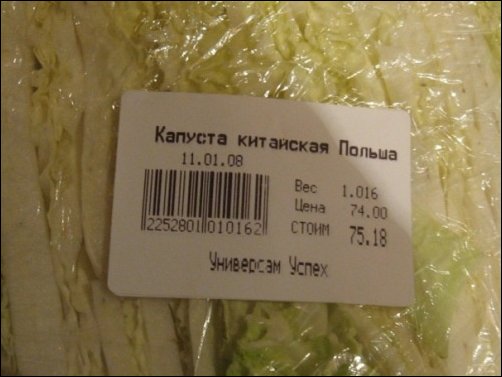 Капуста китайская Польша
11.01.08
Вес 1.016
Цена 74.00
стоим 75.18
2252801 010162
Универсам Успех